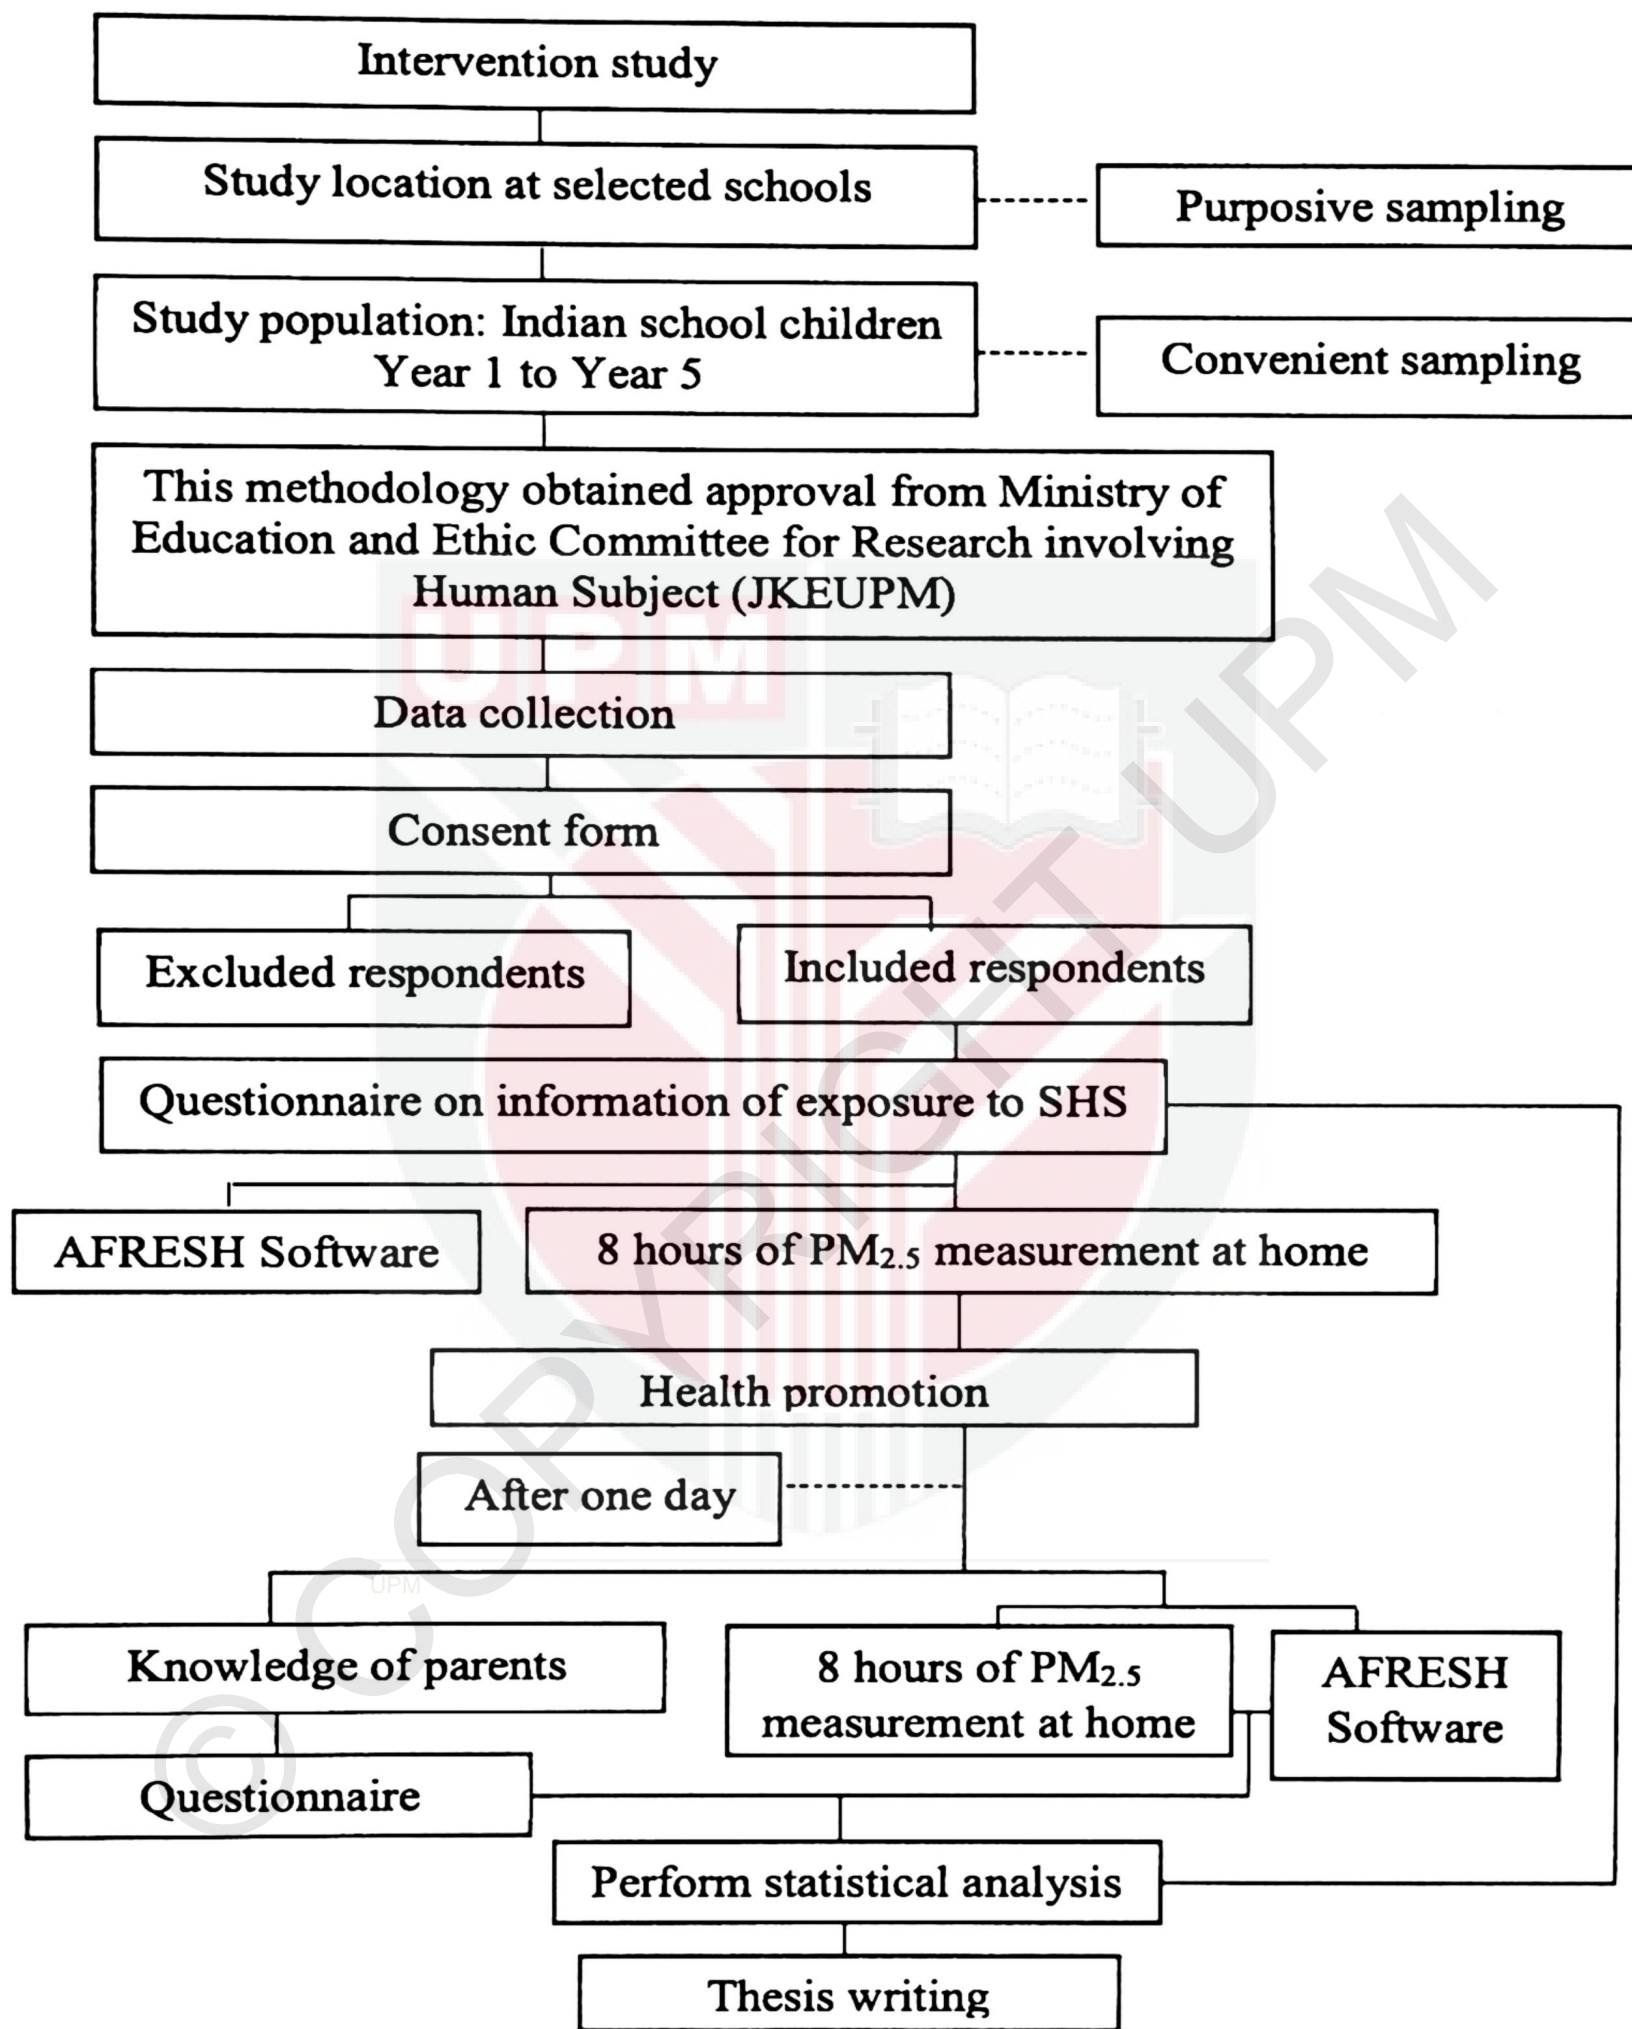 Intervention study
Study location at selected schools
Purposive sampling
Study population: Indian school children
Year 1 to Year 5
Convenient sampling
This methodology obtained approval from Ministry of
Education and Ethic Committee for Research involving
Human Subject (JKEUPM)
UPM
Data collection
Consent form
Excluded respondents
Included respondents
Questionnaire on information of exposure to SHS
AFRESH Software
8 hours of PM2.5 measurement at home
Health promotion
After one day
UPM
Knowledge of parents
8 hours of PM2.5
measurement at home
AFRESH
Software
Questionnaire
Perform statistical analysis
Thesis writing
© COPYRIGHT UPM